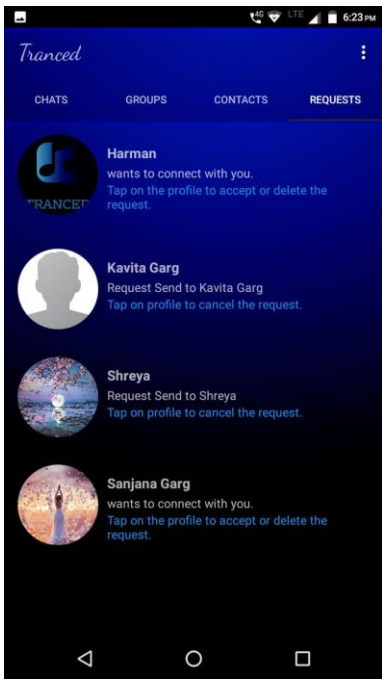 4G LTE 6:23 PM
Tranced
CHATS GROUPS CONTACTS REQUESTS
Harman
wants to connect with you.
Tap on the profile to accept or delete the
request.
TRANCED
Kavita Garg
Request Send to Kavita Garg
Tap on profile to cancel the request.
Shreya
Request Send to Shreya
Tap on profile to cancel the request.
Sanjana Garg
wants to connect with you.
Tap on the profile to accept or delete the
request.